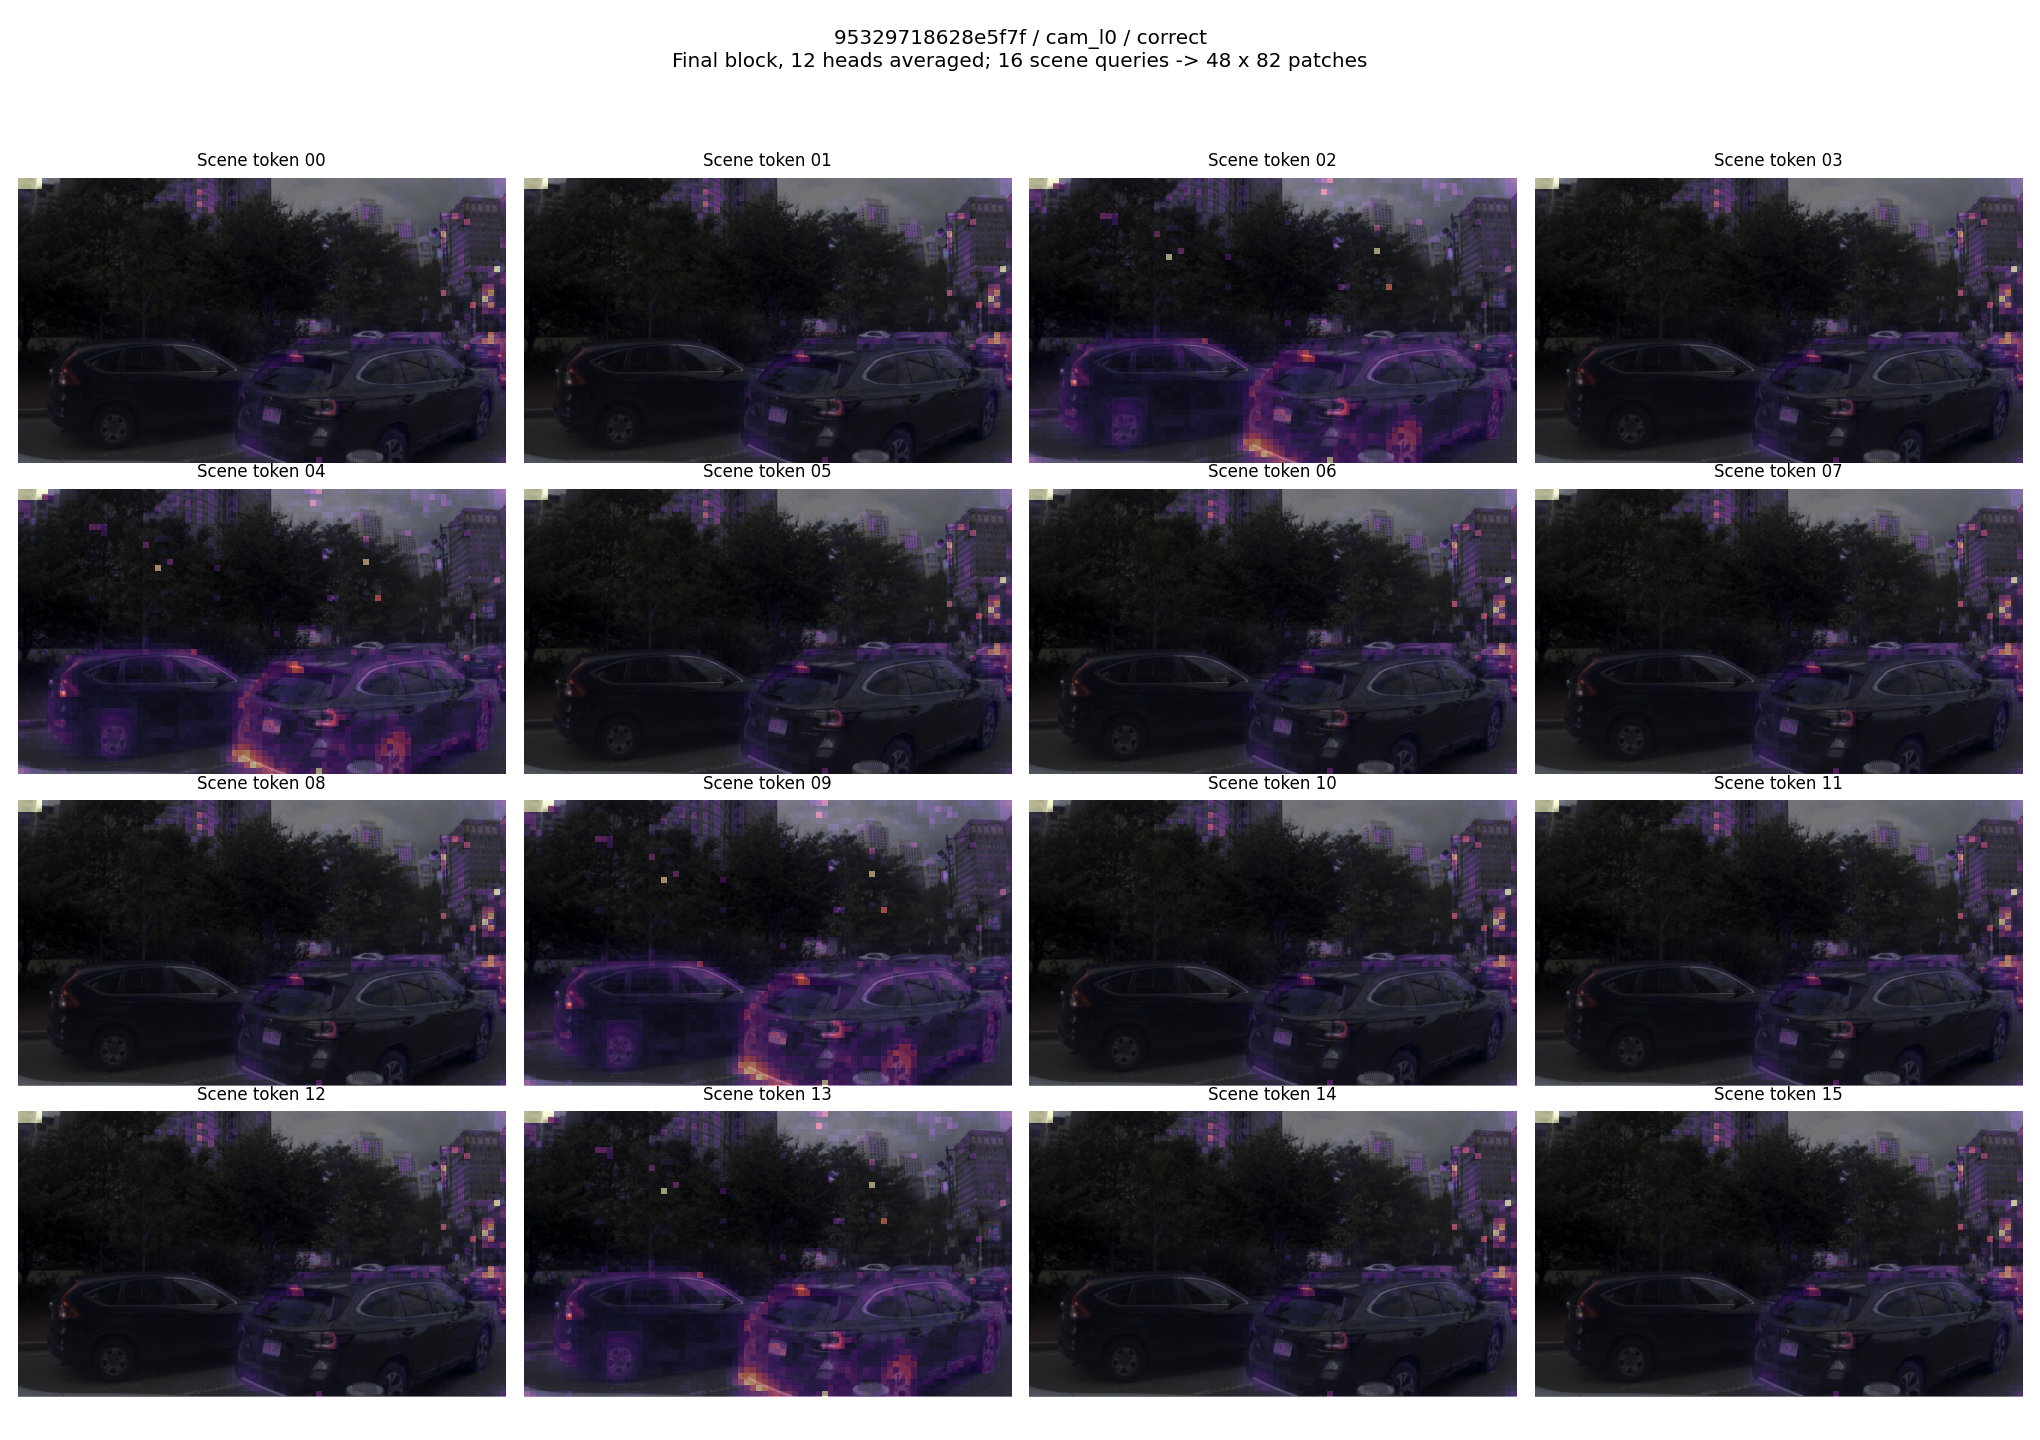 95329718628e5f7f / cam_l0 / correct
Final block, 12 heads averaged; 16 scene queries -> 48 x 82 patches
Scene token 00
Scene token 01
Scene token 02
Scene token 03
Scene token 04
Scene token 05
Scene token 06
Scene token 07
Scene token 08
Scene token 09
Scene token 10
Scene token 11
Scene token 12
Scene token 13
Scene token 14
Scene token 15